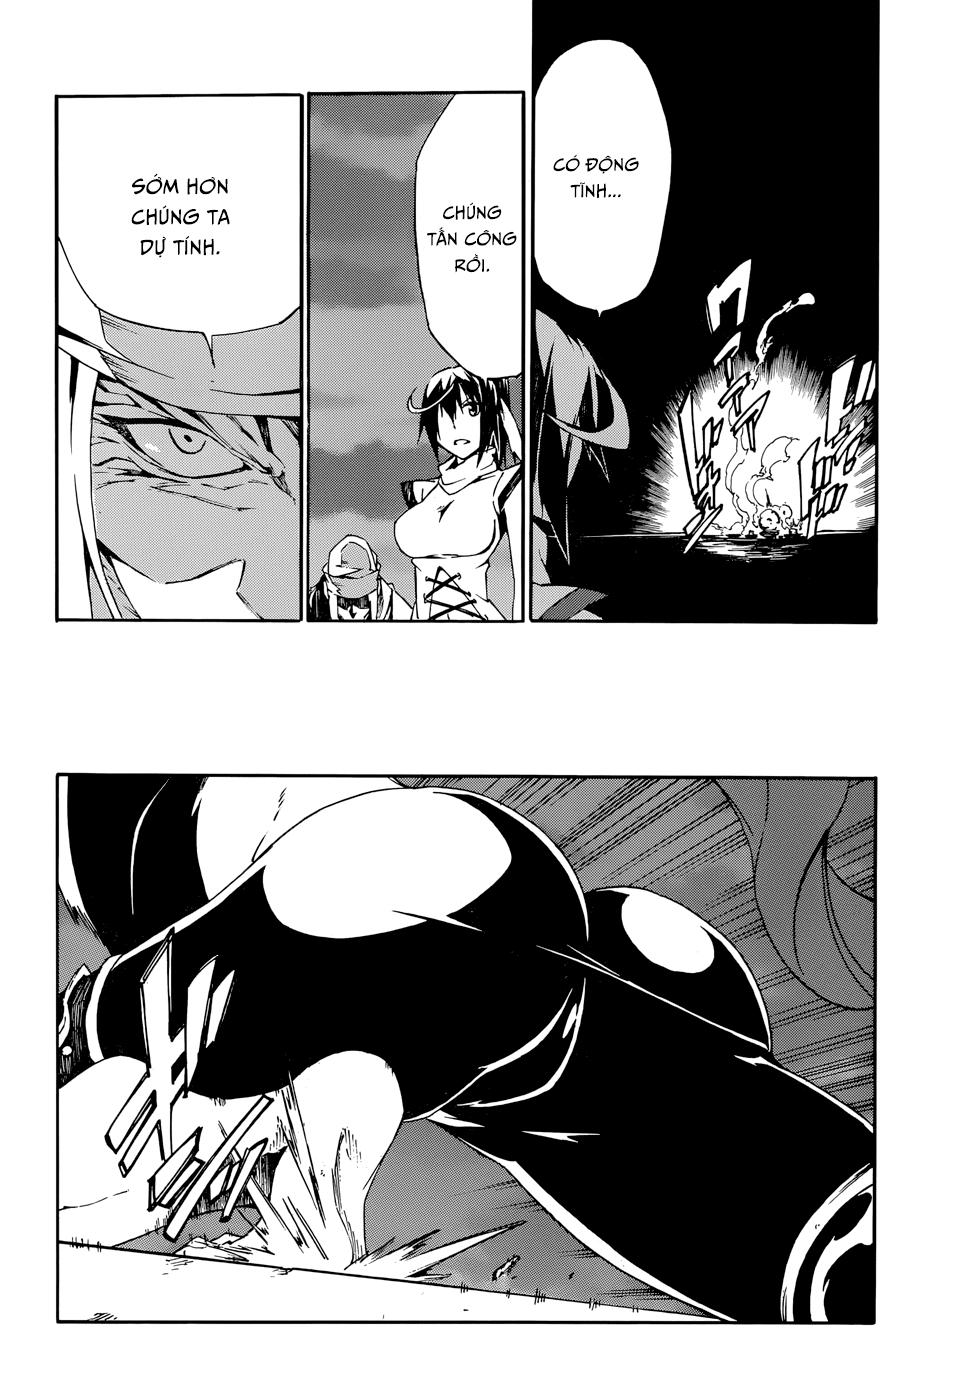 CÓ ĐỘNG
TĨNH...
CHÚNG
TẤN CÔNG
RỒI.
SỚM HƠN
CHÚNG TA
DỰ TÍNH.